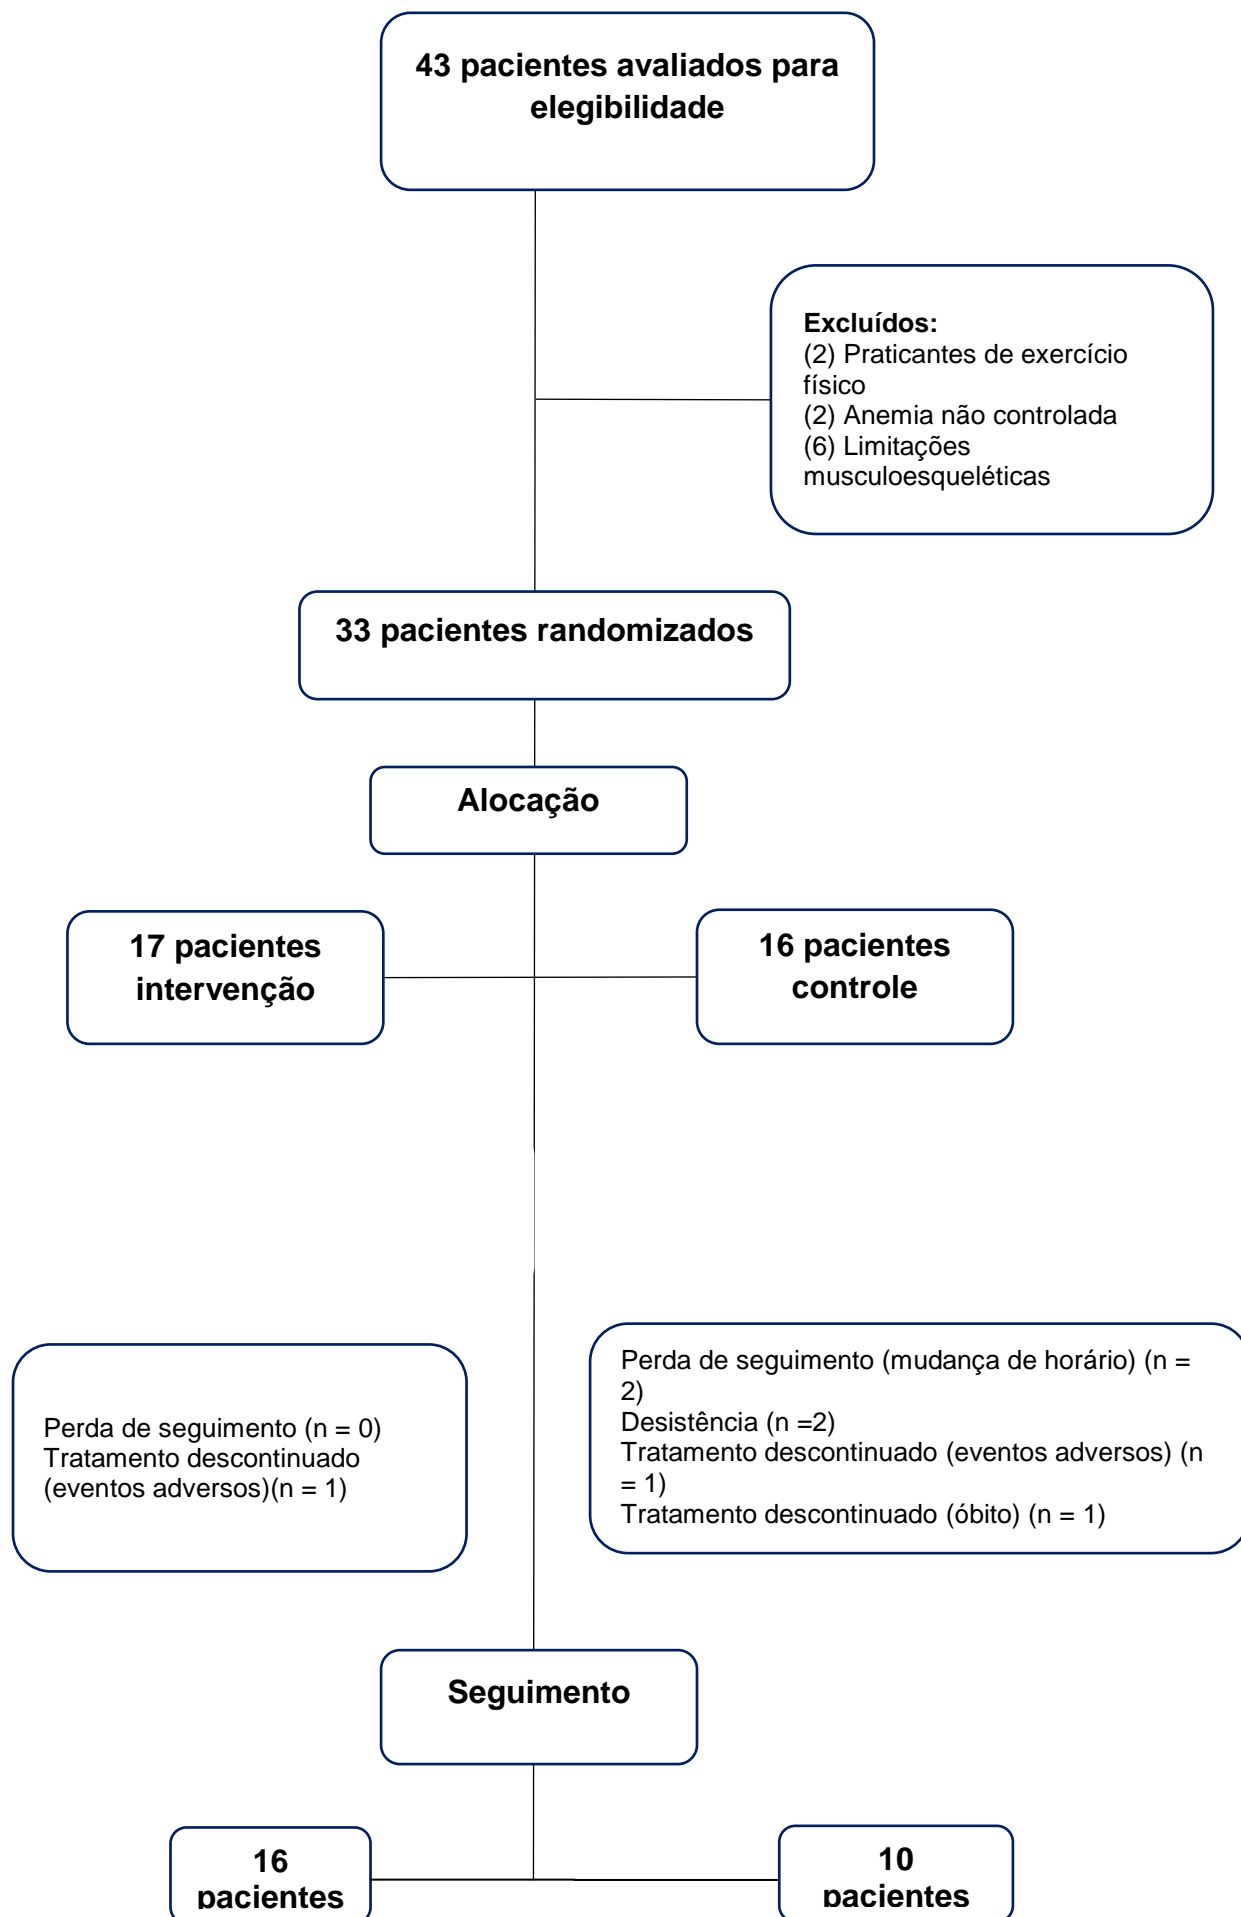 43 pacientes avaliados para
elegibilidade
Excluídos:
(2) Praticantes de exercício
físico
(2) Anemia não controlada
(6) Limitações
musculoesqueléticas
33 pacientes randomizados
Alocação
17 pacientes
intervenção
16 pacientes
controle
Perda de seguimento (n = 0)
Tratamento descontinuado
(eventos adversos)(n = 1)
Perda de seguimento (mudança de horário) (n =
2)
Desistência (n =2)
Tratamento descontinuado (eventos adversos) (n
= 1)
Tratamento descontinuado (óbito) (n = 1)
Seguimento
16
pacientes
10
pacientes